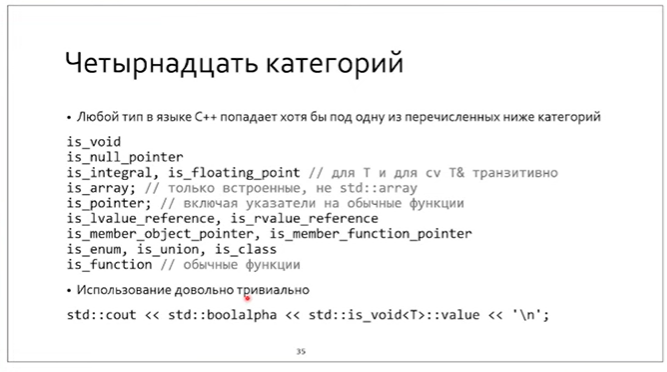 Четырнадцать категорий
• Любой тип в языке C++ попадает хотя бы под одну из перечисленных ниже категорий
is_void
is_null_pointer
is_integral, is_floating_point // для T и для cv T& транзитивно
is_array; // только встроенные, не std::array
is_pointer; // включая указатели на обычные функции
is_lvalue_reference, is_rvalue_reference
is_member_object_pointer, is_member_function_pointer
is_enum, is_union, is_class
is_function // обычные функции
• Использование довольно тривиально
std::cout << std::boolalpha << std::is_void<T>::value << '\n';
35